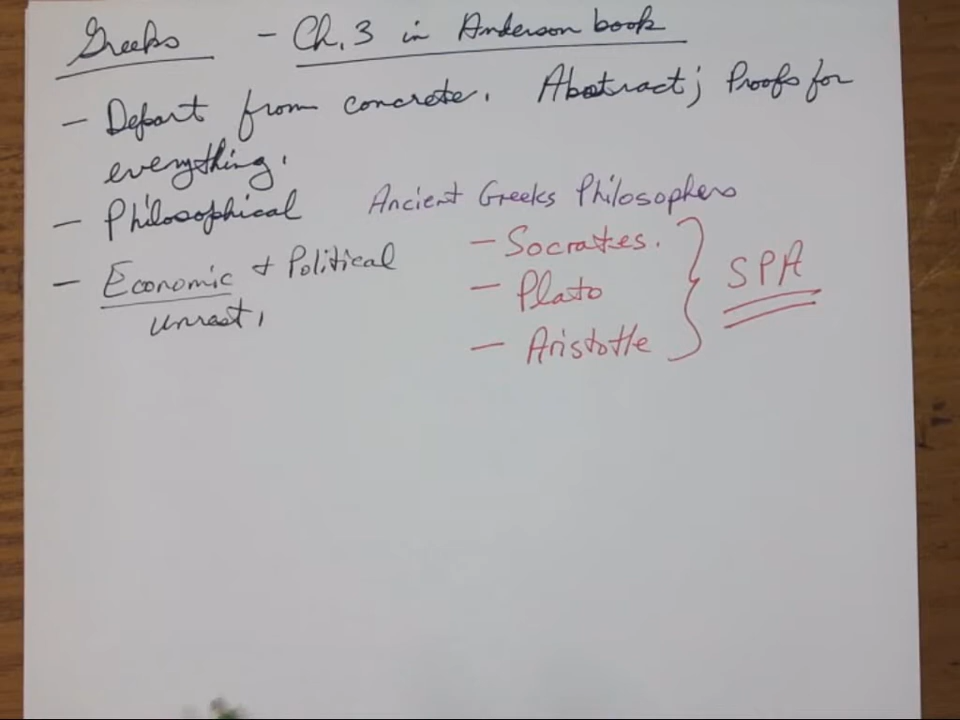 Greeks - Ch. 3 in Anderson book
- Depart from concrete. Abstract; Proofs for
everything.
- Philosophical
- Economic + Political
unrest.
Ancient Greeks Philosophers
- Socrates.
- Plato
- Aristotle
SPA